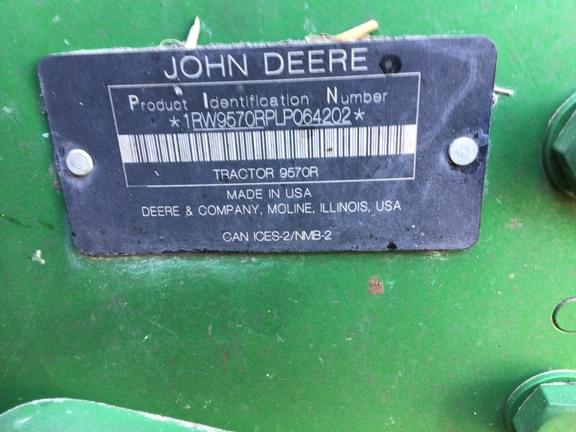 JOHN DEERE
Product Identification Number
*1RW9570RPLP064202*
TRACTOR 9570R
MADE IN USA
DEERE & COMPANY, MOLINE, ILLINOIS, USA
CAN ICES-2/NMB-2